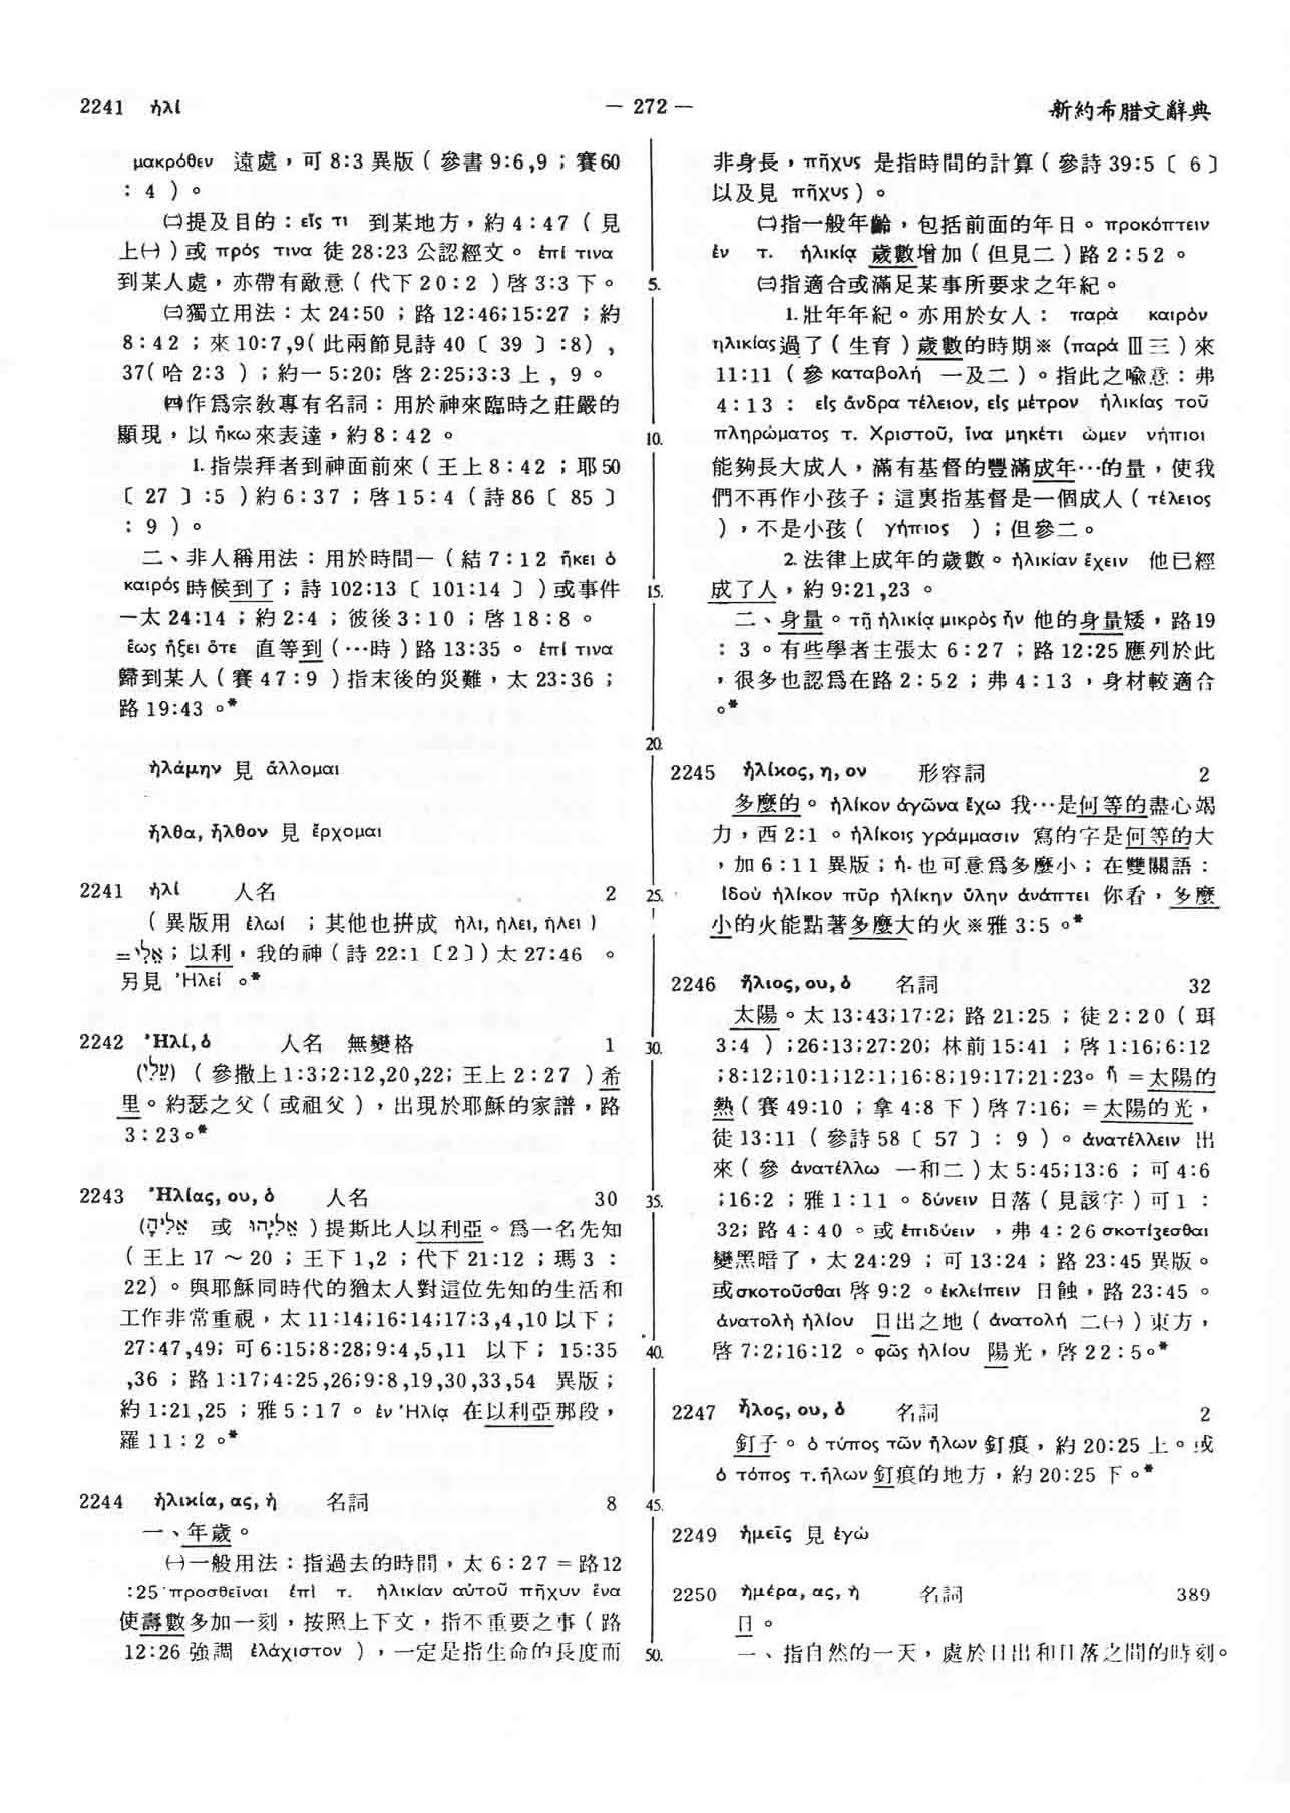 2241 ἠλί
— 272 —
新約希腊文辭典
μακρόθεν 遠處，可 8:3 異版（參書 9:6,9；賽60
:4）。
㈡提及目的：εἴς τι 到某地方，約 4:47（見
上㈠）或 πρός τινα 徒 28:23 公認經文。ἐπί τινα
到某人處，亦帶有敵意（代下 20:2）啓 3:3 下。
㈢獨立用法：太 24:50；路 12:46;15:27；約
8:42；來 10:7,9(此兩節見詩 40〔 39 〕:8)，
37(哈 2:3 )；約一 5:20; 啓 2:25;3:3 上, 9。
㈣作爲宗敎專有名詞：用於神來臨時之莊嚴的
顯現，以 ἥκω 來表達，約 8:42。
1.指崇拜者到神面前來（王上 8:42；耶50
〔 27 〕:5）約 6:37；啓 15:4（詩 86〔 85 〕
:9）。
二、非人稱用法：用於時間一（結 7:12 ἥκει ὁ
καιρός 時候到了；詩 102:13〔 101:14 〕）或事件
一太 24:14；約 2:4；彼後 3:10；啓 18:8。
ἕως ἥξει ὅτε 直等到（…時）路 13:35。ἐπί τινα
歸到某人（賽 47:9）指末後的災難，太 23:36；
路 19:43。*
ἡλάμην 見 ἅλλομαι
ἦλθα, ἦλθον 見 ἔρχομαι
2241 ἠλί 人名 2
（異版用 ἐλωί ；其他也拼成 ἠλι, ἠλει, ἡλει）
= אֵלִי；以利，我的神（詩 22:1〔2〕）太 27:46 。
另見 Ἠλεί 。*
2242 Ἠλί, ὁ 人名 無變格 1
(עֵלִי)（參撒上 1:3;2:12,20,22; 王上 2:27 ）希
里。約瑟之父（或祖父），出現於耶穌的家譜，路
3:23。*
2243 Ἠλίας, ου, ὁ 人名 30
(אֵלִיָּה 或 אֵלִיָּהוּ )提斯比人以利亞。爲一名先知
（王上 17～20；王下 1,2；代下 21:12；瑪 3:
22)。與耶穌同時代的猶太人對這位先知的生活和
工作非常重視，太 11:14;16:14;17:3,4,10 以下；
27:47,49; 可 6:15;8:28;9:4,5,11 以下；15:35
,36；路 1:17;4:25,26;9:8,19,30,33,54 異版；
約 1:21,25；雅 5:17。ἐν Ἠλίᾳ 在以利亞那段，
羅 11:2。*
2244 ἡλικία, ας, ἡ 名詞 8
一、年歲。
㈠一般用法：指過去的時間，太 6:27＝路12
:25 προσθεῖναι ἐπὶ τ. ἡλικίαν αὐτοῦ πῆχυν ἕνα
使壽數多加一刻，按照上下文，指不重要之事（路
12:26 強調 ἐλάχιστον ），一定是指生命的長度而
5.
10.
15.
20.
25.
30.
35.
40.
45.
50.
非身長，πῆχυς 是指時間的計算（參詩 39:5〔 6〕
以及見 πῆχυς）。
㈡指一般年齡，包括前面的年日。προκόπτειν
ἐν τ. ἡλικίᾳ 歲數增加（但見二）路 2:52。
㈢指適合或滿足某事所要求之年紀。
1.壯年年紀。亦用於女人： παρὰ καιρὸν
ηλικίας 過了（生育）歲數的時期※ (παρά Ⅲ三）來
11:11（參 καταβολή 一及二）。指此之喩意：弗
4:13： εἰς ἄνδρα τέλειον, εἰς μέτρον ἡλικίας τοῦ
πληρώματος τ. Χριστοῦ, ἵνα μηκέτι ὦμεν νήπιοι
能夠長大成人，滿有基督的豐滿成年…的量，使我
們不再作小孩子；這裏指基督是一個成人（τέλειος
），不是小孩（ γήπιος ）；但參二。
2.法律上成年的歲數。ἡλικίαν ἔχειν 他已經
成了人，約 9:21,23。
二、身量。τῇ ἡλικίᾳ μικρὸς ἦν 他的身量矮，路19
:3。有些學者主張太 6:27；路 12:25 應列於此
，很多也認爲在路 2:52；弗 4:13，身材較適合
。*
2245 ἡλίκος, η, ον 形容詞 2
多麼的。ἡλίκον ἀγῶνα ἔχω 我…是何等的盡心竭
力，西 2:1。ἡλίκοις γράμμασιν 寫的字是何等的大
，加 6:11 異版；ἡ. 也可意爲多麼小；在雙關語：
ἰδοὺ ἡλίκον πῦρ ἡλίκην ὕλην ἀνάπτει 你看，多麼
小的火能點著多麼大的火※雅 3:5。*
2246 ἥλιος, ου, ὁ 名詞 32
太陽。太 13:43;17:2; 路 21:25；徒 2:20（珥
3:4 ）;26:13;27:20; 林前 15:41；啓 1:16;6:12
;8:12;10:1;12:1;16:8;19:17;21:23。ἥ ＝太陽的
熱（賽 49:10；拿 4:8 下）啓 7:16; ＝太陽的光，
徒 13:11（參詩 58〔 57 〕:9）。ἀνατέλλειν 出
來（參 ἀνατέλλω 一和二）太 5:45;13:6；可 4:6
;16:2；雅 1:11。δύνειν 日落（見該字）可 1:
32; 路 4:40。或 ἐπιδύειν ，弗 4:26 σκοτίζεσθαι
變黑暗了，太 24:29；可 13:24；路 23:45 異版。
或 σκοτοῦσθαι 啓 9:2。ἐκλείπειν 日蝕，路 23:45。
ἀνατολὴ ἡλίου 日出之地（ἀνατολή 二㈠）東方，
啓 7:2;16:12。φῶς ἡλίου 陽光，啓 22:5。*
2247 ἧλος, ου, ὁ 名詞 2
釘子。ὁ τύπος τῶν ἥλων 釘痕，約 20:25 上。或
ὁ τόπος τ. ἥλων 釘痕的地方，約 20:25 下。*
2249 ἡμεῖς 見 ἐγώ
2250 ἡμέρα, ας, ἡ 名詞 389
日。
一、指自然的一天，處於日出和日落之間的時刻。